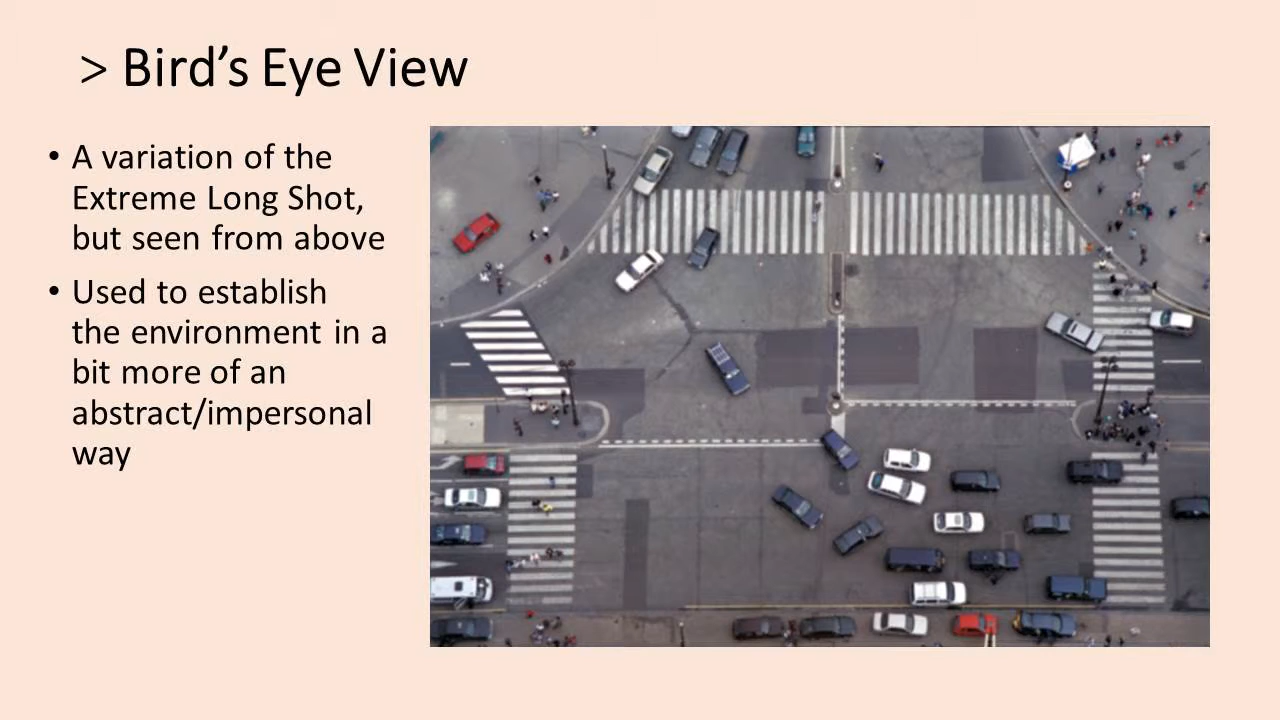 > Bird’s Eye View
• A variation of the
Extreme Long Shot,
but seen from above
• Used to establish
the environment in a
bit more of an
abstract/impersonal
way